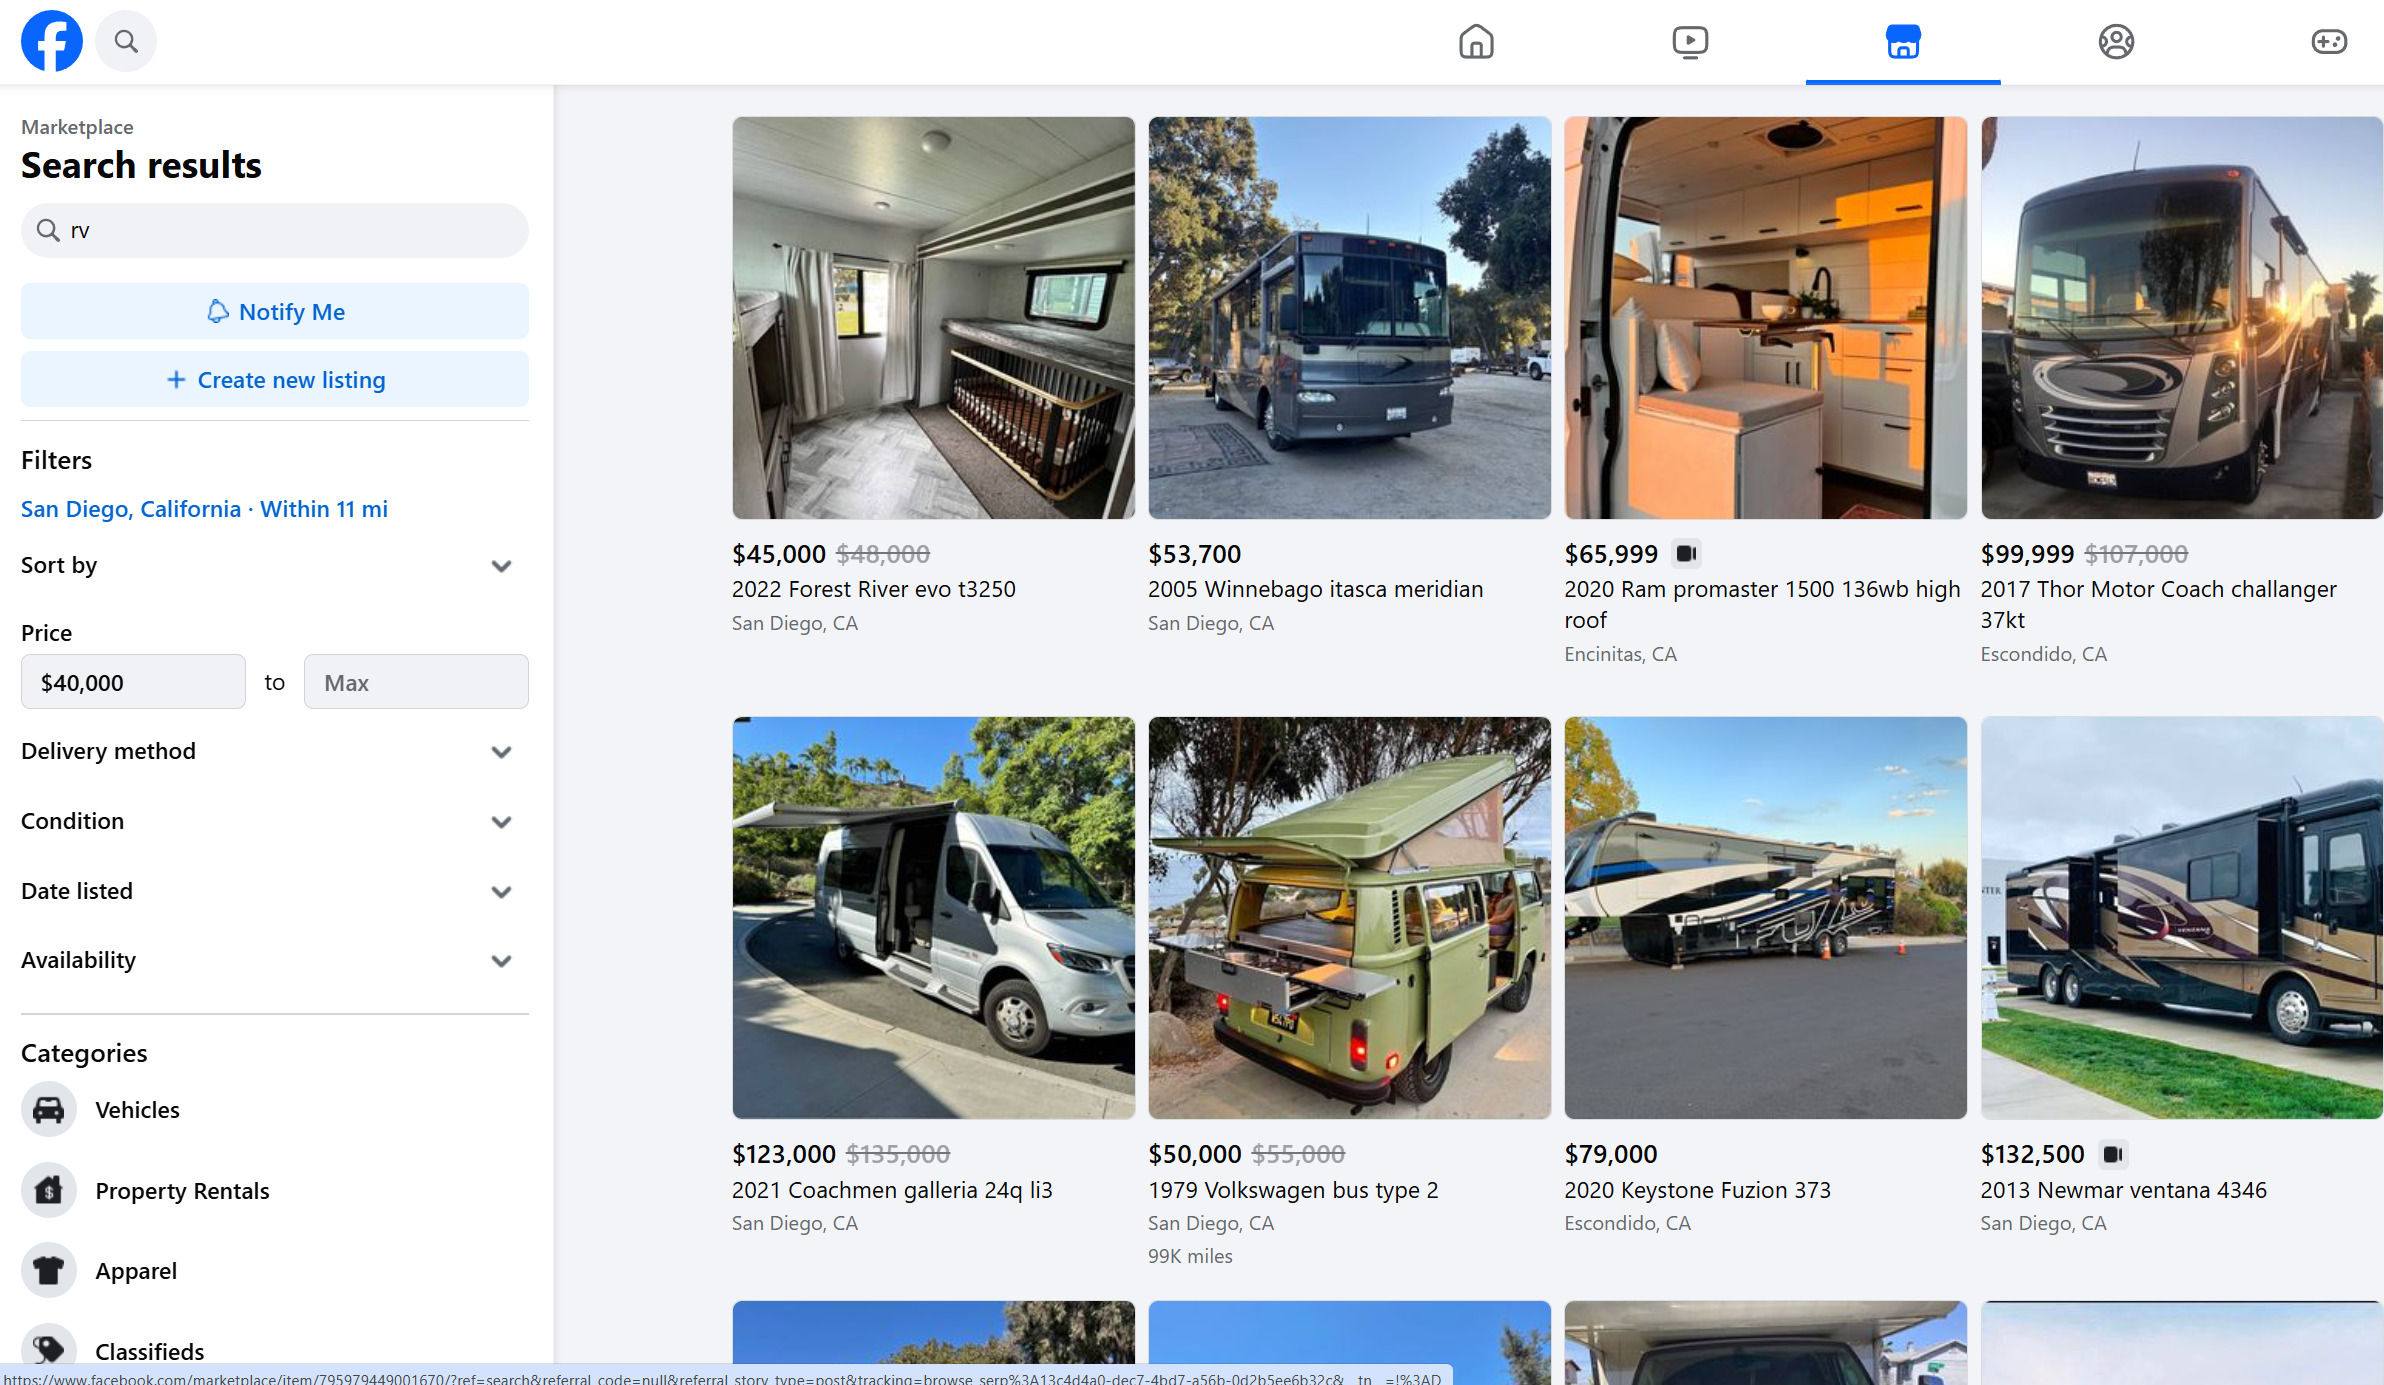 Marketplace
Search results
rv
Notify Me
Create new listing
Filters
San Diego, California · Within 11 mi
Sort by
Price
$40,000 to Max
Delivery method
Condition
Date listed
Availability
Categories
Vehicles
Property Rentals
Apparel
Classifieds
$45,000 $48,000
2022 Forest River evo t3250
San Diego, CA
$53,700
2005 Winnebago itasca meridian
San Diego, CA
$65,999
2020 Ram promaster 1500 136wb high
roof
Encinitas, CA
$99,999 $107,000
2017 Thor Motor Coach challanger
37kt
Escondido, CA
$123,000 $135,000
2021 Coachmen galleria 24q li3
San Diego, CA
$50,000 $55,000
1979 Volkswagen bus type 2
San Diego, CA
99K miles
$79,000
2020 Keystone Fuzion 373
Escondido, CA
VENTANA
$132,500
2013 Newmar ventana 4346
San Diego, CA
https://www.facebook.com/marketplace/item/795979449001670/?ref=search&referral_code=null&referral_story_type=post&tracking=browse_serp%3A13c4d4a0-dec7-4bd7-a56b-0d2b5ee6b32c&__tn__=!%3AD